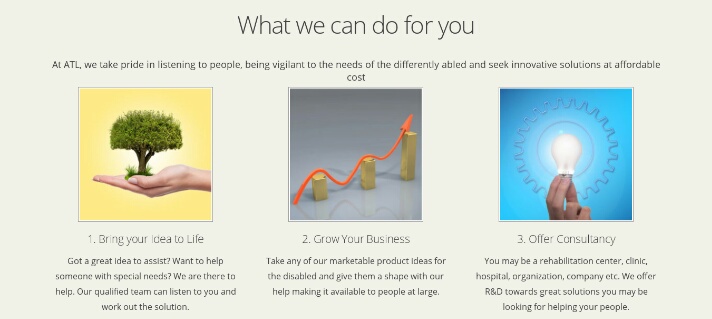 What we can do for you
At ATL, we take pride in listening to people, being vigilant to the needs of the differently abled and seek innovative solutions at affordable
cost
1. Bring your Idea to Life
Got a great idea to assist? Want to help
someone with special needs? We are there to
help. Our qualified team can listen to you and
work out the solution.
2. Grow Your Business
Take any of our marketable product ideas for
the disabled and give them a shape with our
help making it available to people at large.
3. Offer Consultancy
You may be a rehabilitation center, clinic,
hospital, organization, company etc. We offer
R&D towards great solutions you may be
looking for helping your people.